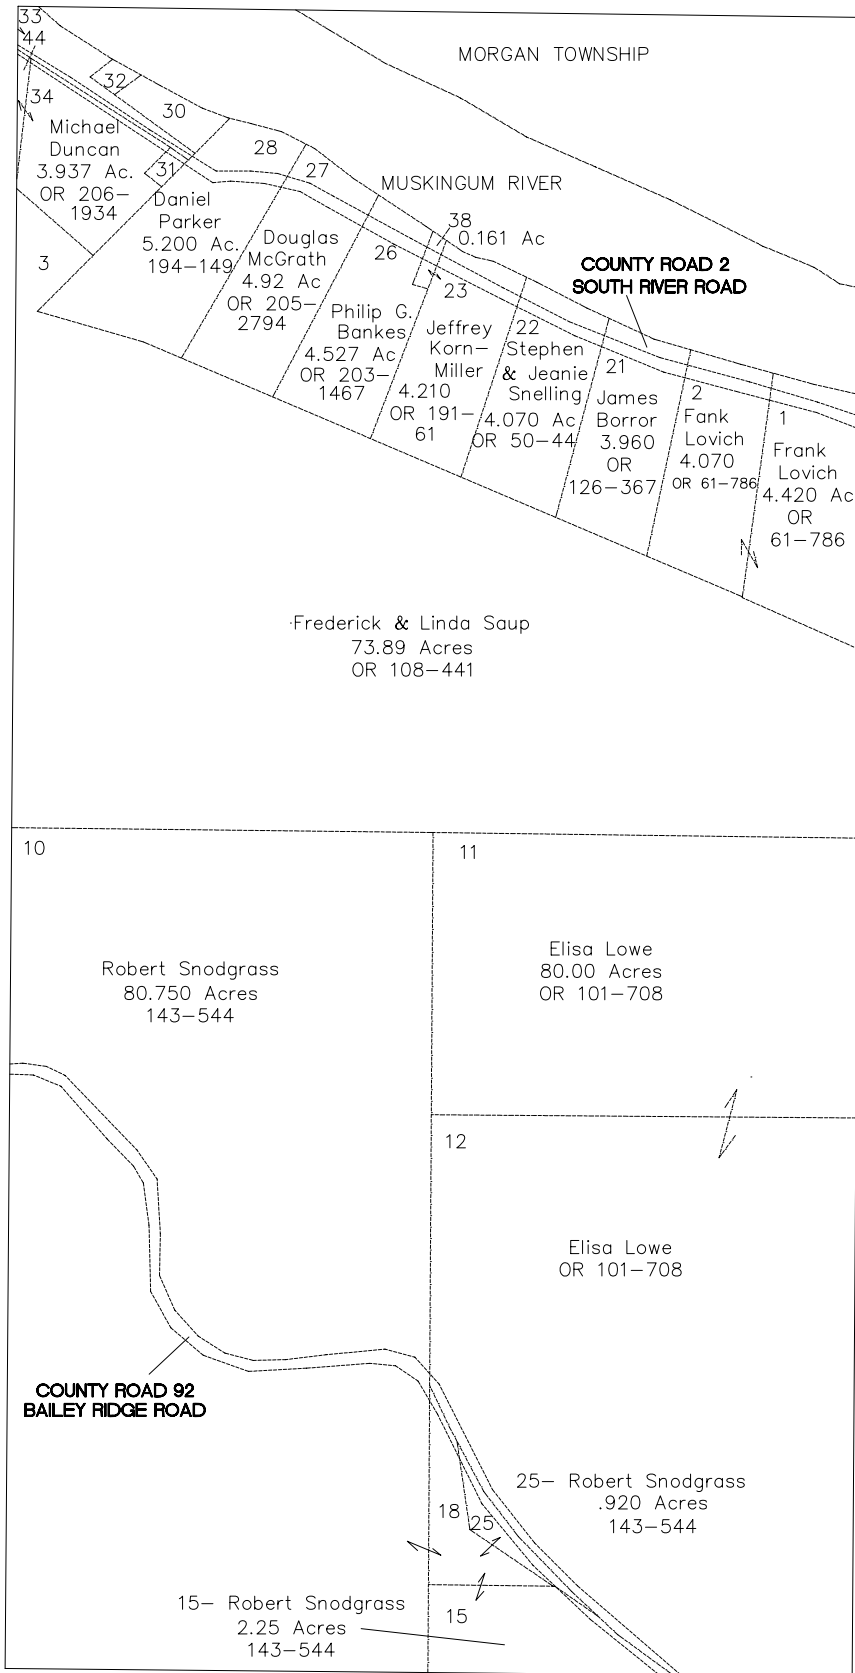 33
44
34
MORGAN TOWNSHIP
32
30
Michael
Duncan
3.937 Ac.
OR 206-
1934
31
28
27
MUSKINGUM RIVER
Daniel
Parker
5.200 Ac.
194-149
3
38
0.161 Ac
26
23
Douglas
McGrath
4.92 Ac
OR 205-
2794
COUNTY ROAD 2
SOUTH RIVER ROAD
Philip G.
Bankes
4.527 Ac
OR 203-
1467
Jeffrey
Korn-
Miller
4.210
OR 191-
61
22
Stephen
& Jeanie
Snelling
4.070 Ac
OR 50-44
21
James
Borror
3.960
OR
126-367
2
Fank
Lovich
4.070
OR 61-786
1
Frank
Lovich
4.420 Ac
OR
61-786
Frederick & Linda Saup
73.89 Acres
OR 108-441
10
11
Robert Snodgrass
80.750 Acres
143-544
Elisa Lowe
80.00 Acres
OR 101-708
12
Elisa Lowe
OR 101-708
COUNTY ROAD 92
BAILEY RIDGE ROAD
25- Robert Snodgrass
.920 Acres
143-544
18
25
15- Robert Snodgrass
2.25 Acres
143-544
15